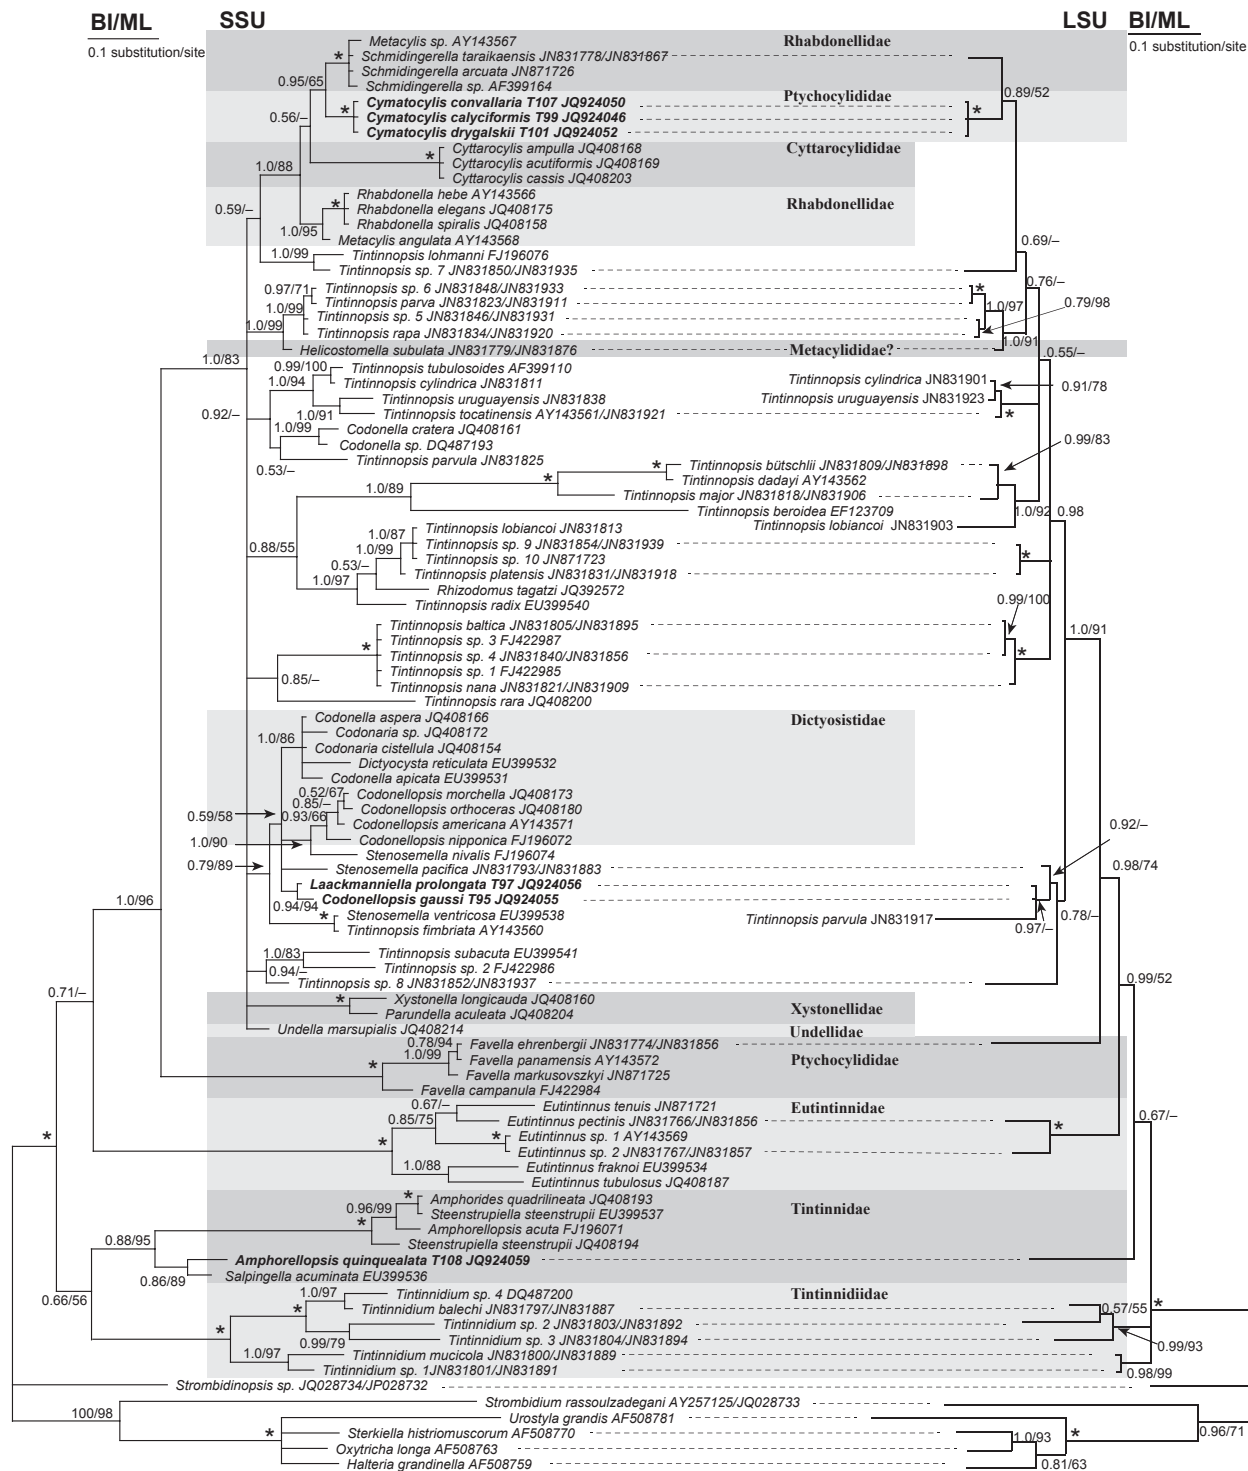 BI/ML SSU LSU BI/ML
0.1 substitution/site 0.1 substitution/site
Metacylis sp. AY143567 Rhabdonellidae
* Schmidingerella taraikaensis JN831778/JN831867
Schmidingerella arcuata JN871726
0.95/65 Schmidingerella sp. AF399164 0.89/52
Cymatocylis convallaria T107 JQ924050 Ptychocylididae
* Cymatocylis calyciformis T99 JQ924046 *
0.56/–
Cymatocylis drygalskii T101 JQ924052
Cyttarocylis ampulla JQ408168 Cyttarocylididae
* Cyttarocylis acutiformis JQ408169
1.0/88
Cyttarocylis cassis JQ408203
Rhabdonella hebe AY143566
* Rhabdonella elegans JQ408175 Rhabdonellidae
0.59/–
Rhabdonella spiralis JQ408158
1.0/95
Metacylis angulata AY143568 0.69/–
1.0/99 Tintinnopsis lohmanni FJ196076
Tintinnopsis sp. 7 JN831850/JN831935
0.76/–
0.97/71 Tintinnopsis sp. 6 JN831848/JN831933 *
Tintinnopsis parva JN831823/JN831911 1.0/97 0.79/98
1.0/99 Tintinnopsis sp. 5 JN831846/JN831931
1.0/99 Tintinnopsis rapa JN831834/JN831920
1.0/91
Helicostomella subulata JN831779/JN831876 Metacylididae?
1.0/83 0.55/–
0.99/100 Tintinnopsis tubulosoides AF399110
1.0/94 Tintinnopsis cylindrica JN831811 Tintinnopsis cylindrica JN831901 0.91/78
Tintinnopsis uruguayensis JN831838 Tintinnopsis uruguayensis JN831923
0.92/– 1.0/91 Tintinnopsis tocatinensis AY143561/JN831921 *
1.0/99 Codonella cratera JQ408161
Codonella sp. DQ487193 0.99/83
0.53/– Tintinnopsis parvula JN831825
* Tintinnopsis bütschlii JN831809/JN831898
* Tintinnopsis dadayi AY143562
1.0/89 Tintinnopsis major JN831818/JN831906
Tintinnopsis beroidea EF123709 1.0/92 0.98
Tintinnopsis lobiancoi JN831903
1.0/87 Tintinnopsis lobiancoi JN831813
1.0/99 Tintinnopsis sp. 9 JN831854/JN831939
0.88/55 Tintinnopsis sp. 10 JN871723 *
0.53/– Tintinnopsis platensis JN831831/JN831918
1.0/97 Rhizodomus tagatzi JQ392572
Tintinnopsis radix EU399540 0.99/100
Tintinnopsis baltica JN831805/JN831895
1.0/91
* Tintinnopsis sp. 3 FJ422987
Tintinnopsis sp. 4 JN831840/JN831856 *
Tintinnopsis sp. 1 FJ422985
0.85/–
Tintinnopsis nana JN831821/JN831909
Tintinnopsis rara JQ408200
Codonella aspera JQ408166 Dictyosistidae
Codonaria sp. JQ408172
1.0/86 Codonaria cistellula JQ408154
Dictyocysta reticulata EU399532
Codonella apicata EU399531
0.52/67 Codonellopsis morchella JQ408173
0.85/– Codonellopsis orthoceras JQ408180
0.59/58 0.93/66 Codonellopsis americana AY143571
0.92/–
1.0/90 Codonellopsis nipponica FJ196072
Stenosemella nivalis FJ196074
0.79/89 Stenosemella pacifica JN831793/JN831883 0.98/74
Laackmanniella prolongata T97 JQ924056
Codonellopsis gaussi T95 JQ924055
0.94/94
1.0/96 * Stenosemella ventricosa EU399538 Tintinnopsis parvula JN831917 0.78/–
Tintinnopsis fimbriata AY143560 0.97/–
1.0/83 Tintinnopsis subacuta EU399541
0.94/– Tintinnopsis sp. 2 FJ422986
Tintinnopsis sp. 8 JN831852/JN831937 0.99/52
0.71/–
* Xystonella longicauda JQ408160
Parundella aculeata JQ408204 Xystonellidae
Undella marsupialis JQ408214 Undellidae
0.78/94 Favella ehrenbergii JN831774/JN831856
1.0/99 Favella panamensis AY143572 Ptychocylididae
* Favella markusovszkyi JN871725
Favella campanula FJ422984
0.67/– Eutintinnus tenuis JN871721 Eutintinnidae
0.85/75 Eutintinnus pectinis JN831766/JN831856 0.67/–
* * Eutintinnus sp. 1 AY143569 *
* Eutintinnus sp. 2 JN831767/JN831857
1.0/88 Eutintinnus fraknoi EU399534
Eutintinnus tubulosus JQ408187
* Amphorides quadrilineata JQ408193
0.96/99 Steenstrupiella steenstrupii EU399537 Tintinnidae
* Amphorellopsis acuta FJ196071
0.88/95 Steenstrupiella steenstrupii JQ408194
Amphorellopsis quinquealata T108 JQ924059
0.86/89 Salpingella acuminata EU399536
0.66/56 1.0/97 Tintinnidium sp. 4 DQ487200 Tintinnidiidae
* Tintinnidium balechi JN831797/JN831887 0.57/55 *
* Tintinnidium sp. 2 JN831803/JN831892
0.99/79 Tintinnidium sp. 3 JN831804/JN831894 0.99/93
1.0/97 Tintinnidium mucicola JN831800/JN831889
Tintinnidium sp. 1JN831801/JN831891 0.98/99
Strombidinopsis sp. JQ028734/JP028732
Strombidium rassoulzadegani AY257125/JQ028733
100/98 Urostyla grandis AF508781
* Sterkiella histriomuscorum AF508770 1.0/93 * 0.96/71
Oxytricha longa AF508763
Halteria grandinella AF508759 0.81/63